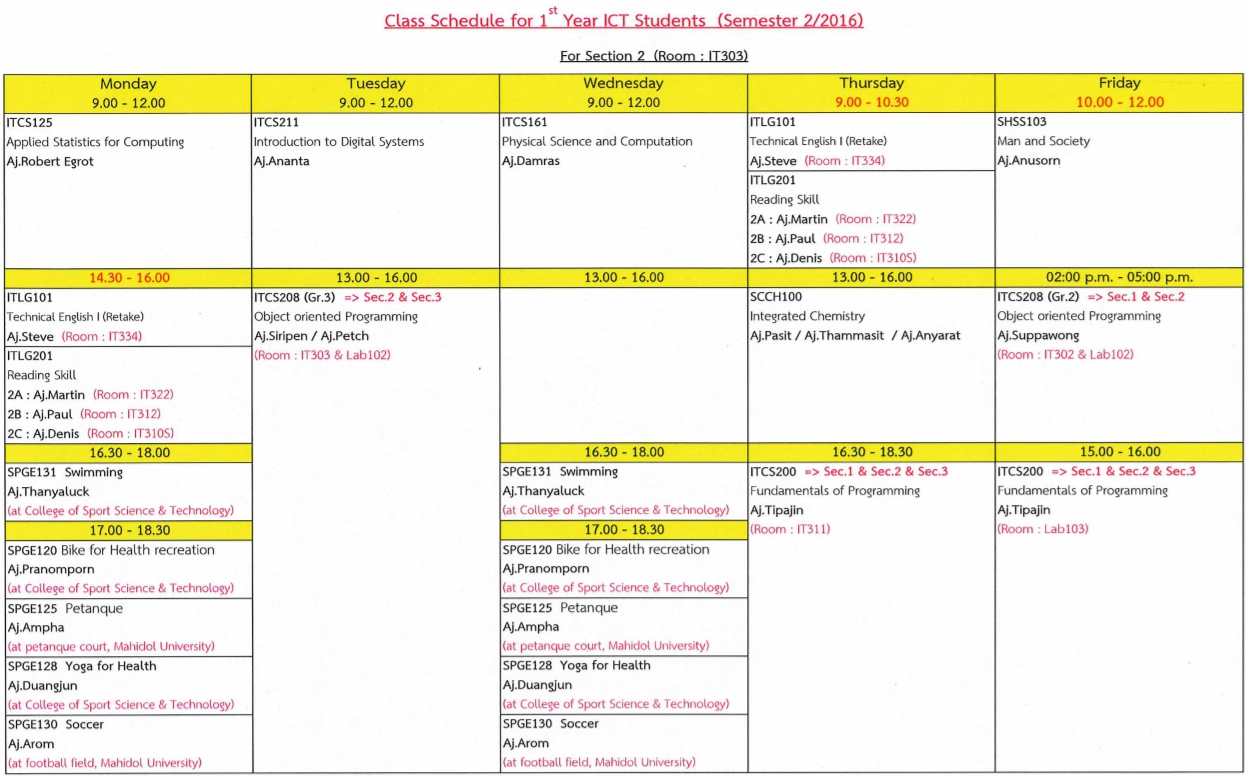 Class Schedule for 1st Year ICT Students (Semester 2/2016)
For Section 2 (Room : IT303)
Monday
9.00 - 12.00
Tuesday
9.00 - 12.00
Wednesday
9.00 - 12.00
Thursday
9.00 - 10.30
Friday
10.00 - 12.00
ITCS125
Applied Statistics for Computing
Aj.Robert Egrot
ITCS211
Introduction to Digital Systems
Aj.Ananta
ITCS161
Physical Science and Computation
Aj.Damras
ITLG101
Technical English I (Retake)
Aj.Steve (Room : IT334)
ITLG201
Reading Skill
2A : Aj.Martin (Room : IT322)
2B : Aj.Paul (Room : IT312)
2C : Aj.Denis (Room : IT310S)
SHSS103
Man and Society
Aj.Anusorn
14.30 - 16.00
13.00 - 16.00
13.00 - 16.00
13.00 - 16.00
02:00 p.m. - 05:00 p.m.
ITLG101
Technical English I (Retake)
Aj.Steve (Room : IT334)
ITLG201
Reading Skill
2A : Aj.Martin (Room : IT322)
2B : Aj.Paul (Room : IT312)
2C : Aj.Denis (Room : IT310S)
ITCS208 (Gr.3) => Sec.2 & Sec.3
Object oriented Programming
Aj.Siripen / Aj.Petch
(Room : IT303 & Lab102)
SCCH100
Integrated Chemistry
Aj.Pasit / Aj.Thammasit / Aj.Anyarat
ITCS208 (Gr.2) => Sec.1 & Sec.2
Object oriented Programming
Aj.Suppawong
(Room : IT302 & Lab102)
16.30 - 18.00
16.30 - 18.00
16.30 - 18.30
15.00 - 16.00
SPGE131 Swimming
Aj.Thanyaluck
(at College of Sport Science & Technology)
17.00 - 18.30
SPGE120 Bike for Health recreation
Aj.Pranomporn
(at College of Sport Science & Technology)
SPGE125 Petanque
Aj.Ampha
(at petanque court, Mahidol University)
SPGE128 Yoga for Health
Aj.Duangjun
(at College of Sport Science & Technology)
SPGE130 Soccer
Aj.Arom
(at football field, Mahidol University)
SPGE131 Swimming
Aj.Thanyaluck
(at College of Sport Science & Technology)
17.00 - 18.30
SPGE120 Bike for Health recreation
Aj.Pranomporn
(at College of Sport Science & Technology)
SPGE125 Petanque
Aj.Ampha
(at petanque court, Mahidol University)
SPGE128 Yoga for Health
Aj.Duangjun
(at College of Sport Science & Technology)
SPGE130 Soccer
Aj.Arom
(at football field, Mahidol University)
ITCS200 => Sec.1 & Sec.2 & Sec.3
Fundamentals of Programming
Aj.Tipajin
(Room : IT311)
ITCS200 => Sec.1 & Sec.2 & Sec.3
Fundamentals of Programming
Aj.Tipajin
(Room : Lab103)